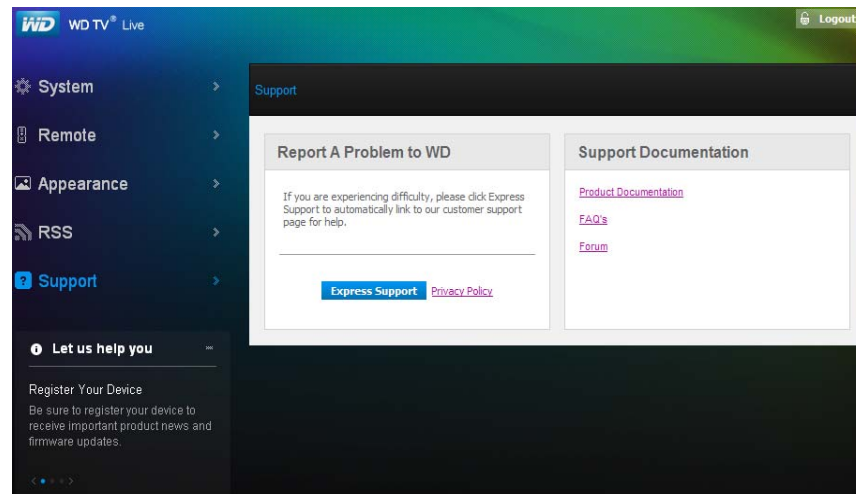 WD WD TV® Live
Logout
System
Remote
Appearance
RSS
Support
Let us help you
Register Your Device
Be sure to register your device to
receive important product news and
firmware updates.
Support
Report A Problem to WD
If you are experiencing difficulty, please click Express
Support to automatically link to our customer support
page for help.
Express Support Privacy Policy
Support Documentation
Product Documentation
FAQ's
Forum